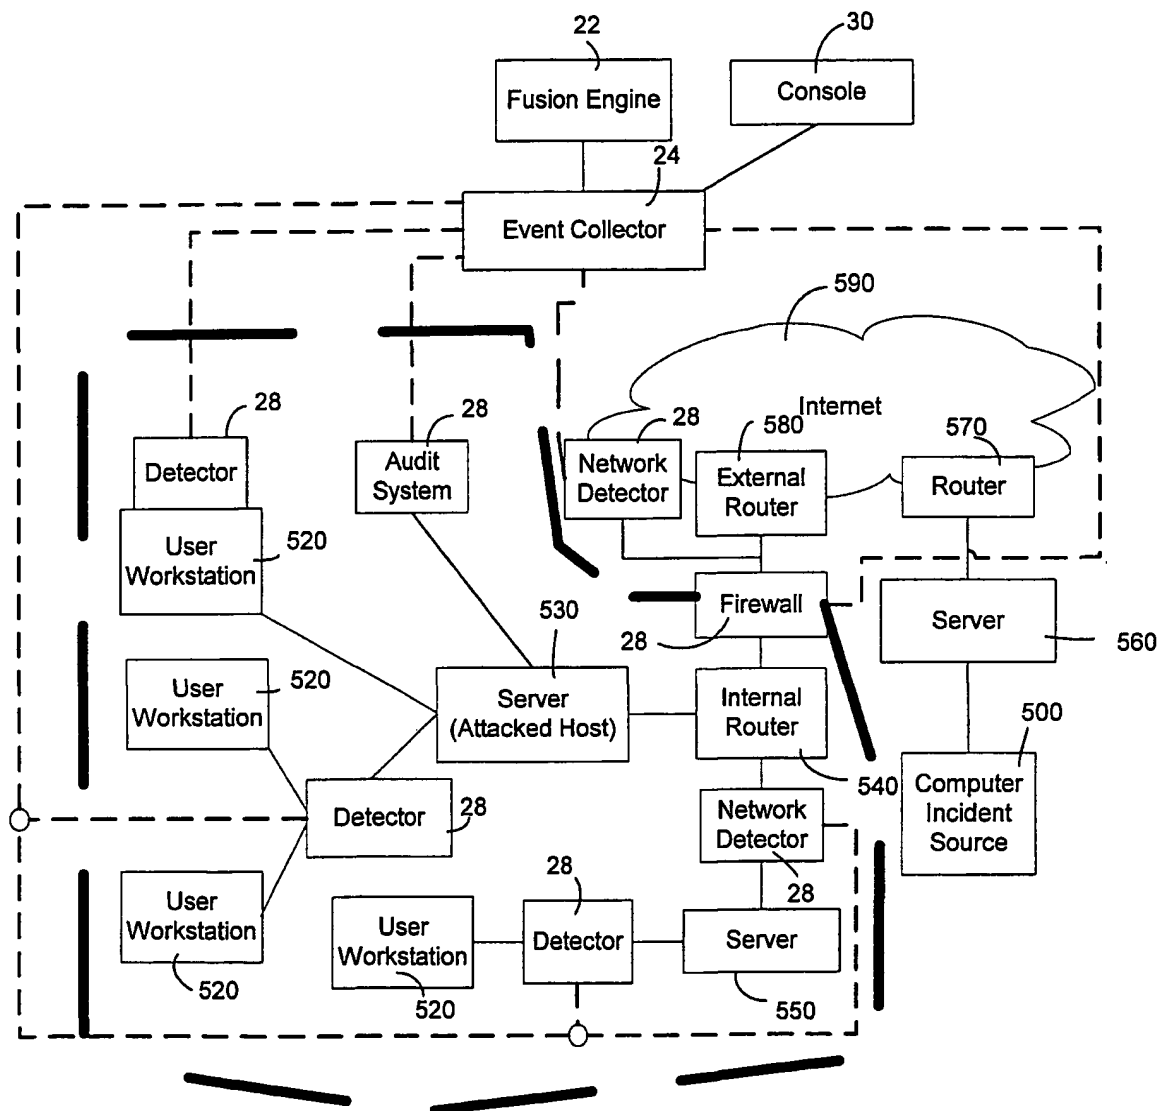 22
30
Fusion Engine
Console
24
Event Collector
590
Internet
28
28
28
580
570
Detector
Audit
System
Network
Detector
External
Router
Router
User
Workstation
520
530
Firewall
28
Server
560
User
Workstation
520
Server
(Attacked Host)
Internal
Router
540
500
Computer
Incident
Source
Detector
28
Network
Detector
28
User
Workstation
520
28
User
Workstation
520
Detector
Server
550